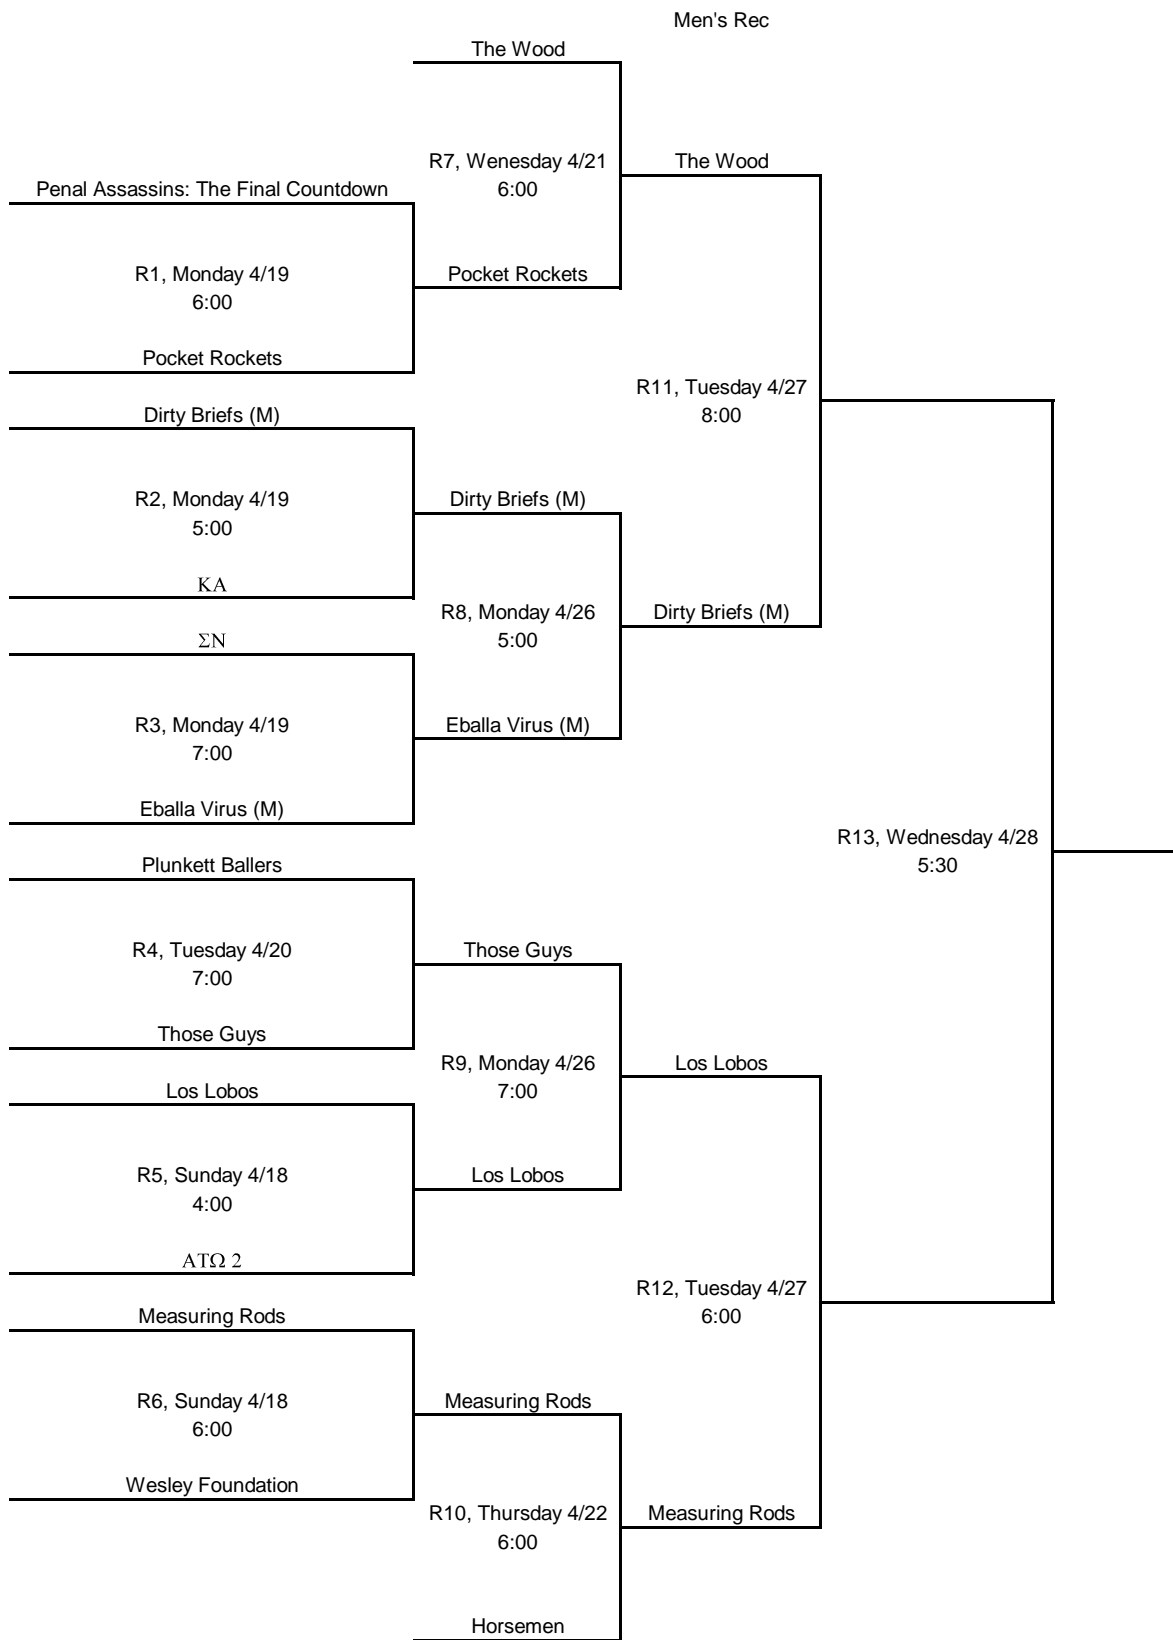 Men's Rec
The Wood
R7, Wenesday 4/21
6:00
The Wood
Penal Assassins: The Final Countdown
R1, Monday 4/19
6:00
Pocket Rockets
Pocket Rockets
R11, Tuesday 4/27
8:00
Dirty Briefs (M)
R2, Monday 4/19
5:00
Dirty Briefs (M)
ΚΑ
R8, Monday 4/26
5:00
Dirty Briefs (M)
ΣΝ
R3, Monday 4/19
7:00
Eballa Virus (M)
Eballa Virus (M)
R13, Wednesday 4/28
5:30
Plunkett Ballers
R4, Tuesday 4/20
7:00
Those Guys
Those Guys
R9, Monday 4/26
7:00
Los Lobos
Los Lobos
R5, Sunday 4/18
4:00
Los Lobos
ΑΤΩ 2
R12, Tuesday 4/27
6:00
Measuring Rods
R6, Sunday 4/18
6:00
Measuring Rods
Wesley Foundation
R10, Thursday 4/22
6:00
Measuring Rods
Horsemen